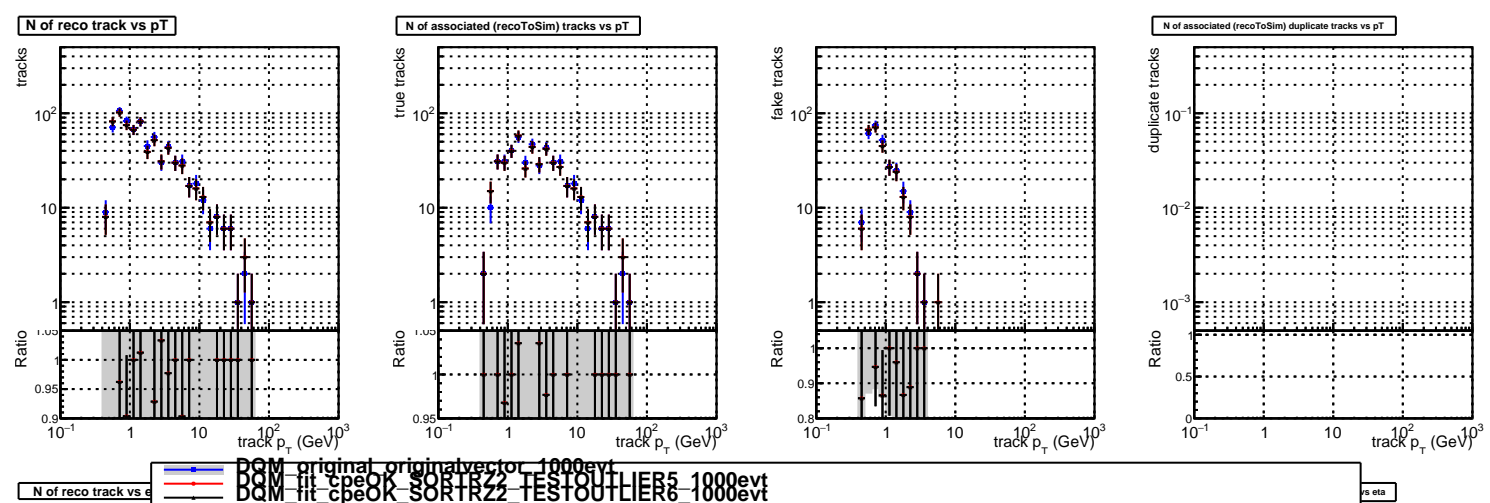 N of reco track vs pT
N of associated (recoToSim) tracks vs pT
N of associated (recoToSim) duplicate tracks vs pT
tracks
10³
10²
10
1
Ratio
1.05
1
0.95
0.9
10⁻¹ 1 10 10² 10³
track p_T (GeV)
true tracks
10²
10
1
Ratio
1.05
1
0.95
10⁻¹ 1 10 10² 10³
track p_T (GeV)
fake tracks
10²
10
1
Ratio
1
0.9
0.8
10⁻¹ 1 10 10² 10³
track p_T (GeV)
duplicate tracks
10⁻¹
10⁻²
10⁻³
Ratio
1
0.5
0
10⁻¹ 1 10 10² 10³
track p_T (GeV)
DQM_original_originalvector_1000evt
DQM_fit_cpeOK_SORTRZ2_TESTOUTLIER5_1000evt
DQM_fit_cpeOK_SORTRZ2_TESTOUTLIER6_1000evt
N of reco track vs e
vs eta